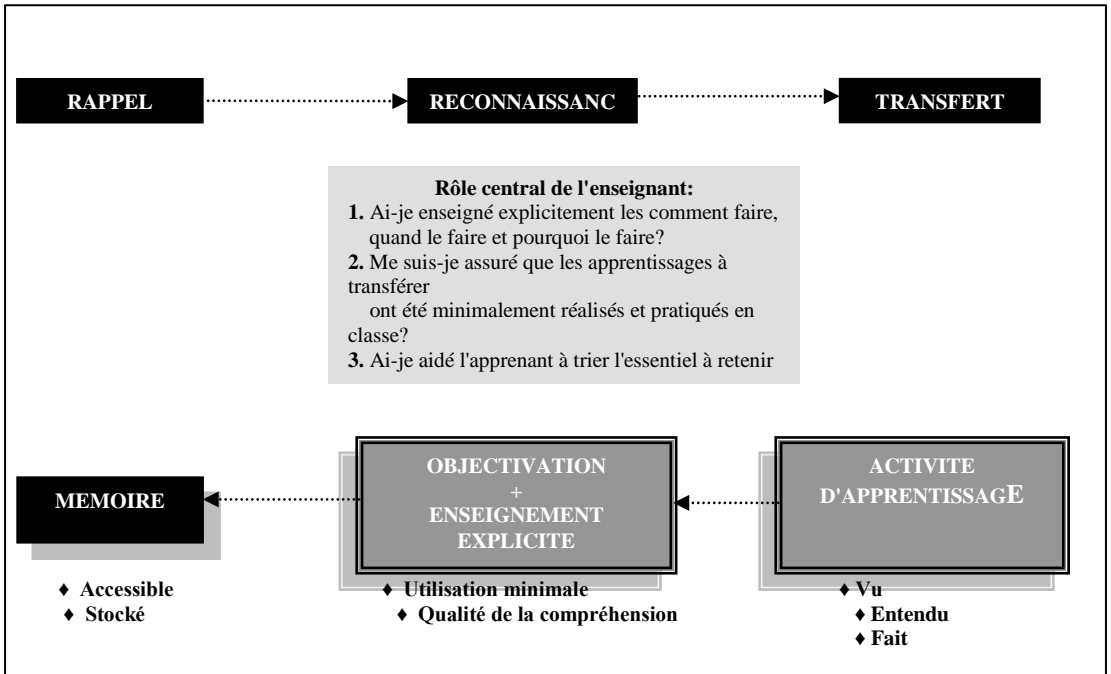 RAPPEL
RECONNAISSANC
TRANSFERT
Rôle central de l'enseignant:
1. Ai-je enseigné explicitement les comment faire,
quand le faire et pourquoi le faire?
2. Me suis-je assuré que les apprentissages à
transférer
ont été minimalement réalisés et pratiqués en
classe?
3. Ai-je aidé l'apprenant à trier l'essentiel à retenir
MEMOIRE
OBJECTIVATION
+
ENSEIGNEMENT
EXPLICITE
ACTIVITE
D'APPRENTISSAGE
♦ Accessible
♦ Stocké
♦ Utilisation minimale
♦ Qualité de la compréhension
♦ Vu
♦ Entendu
♦ Fait